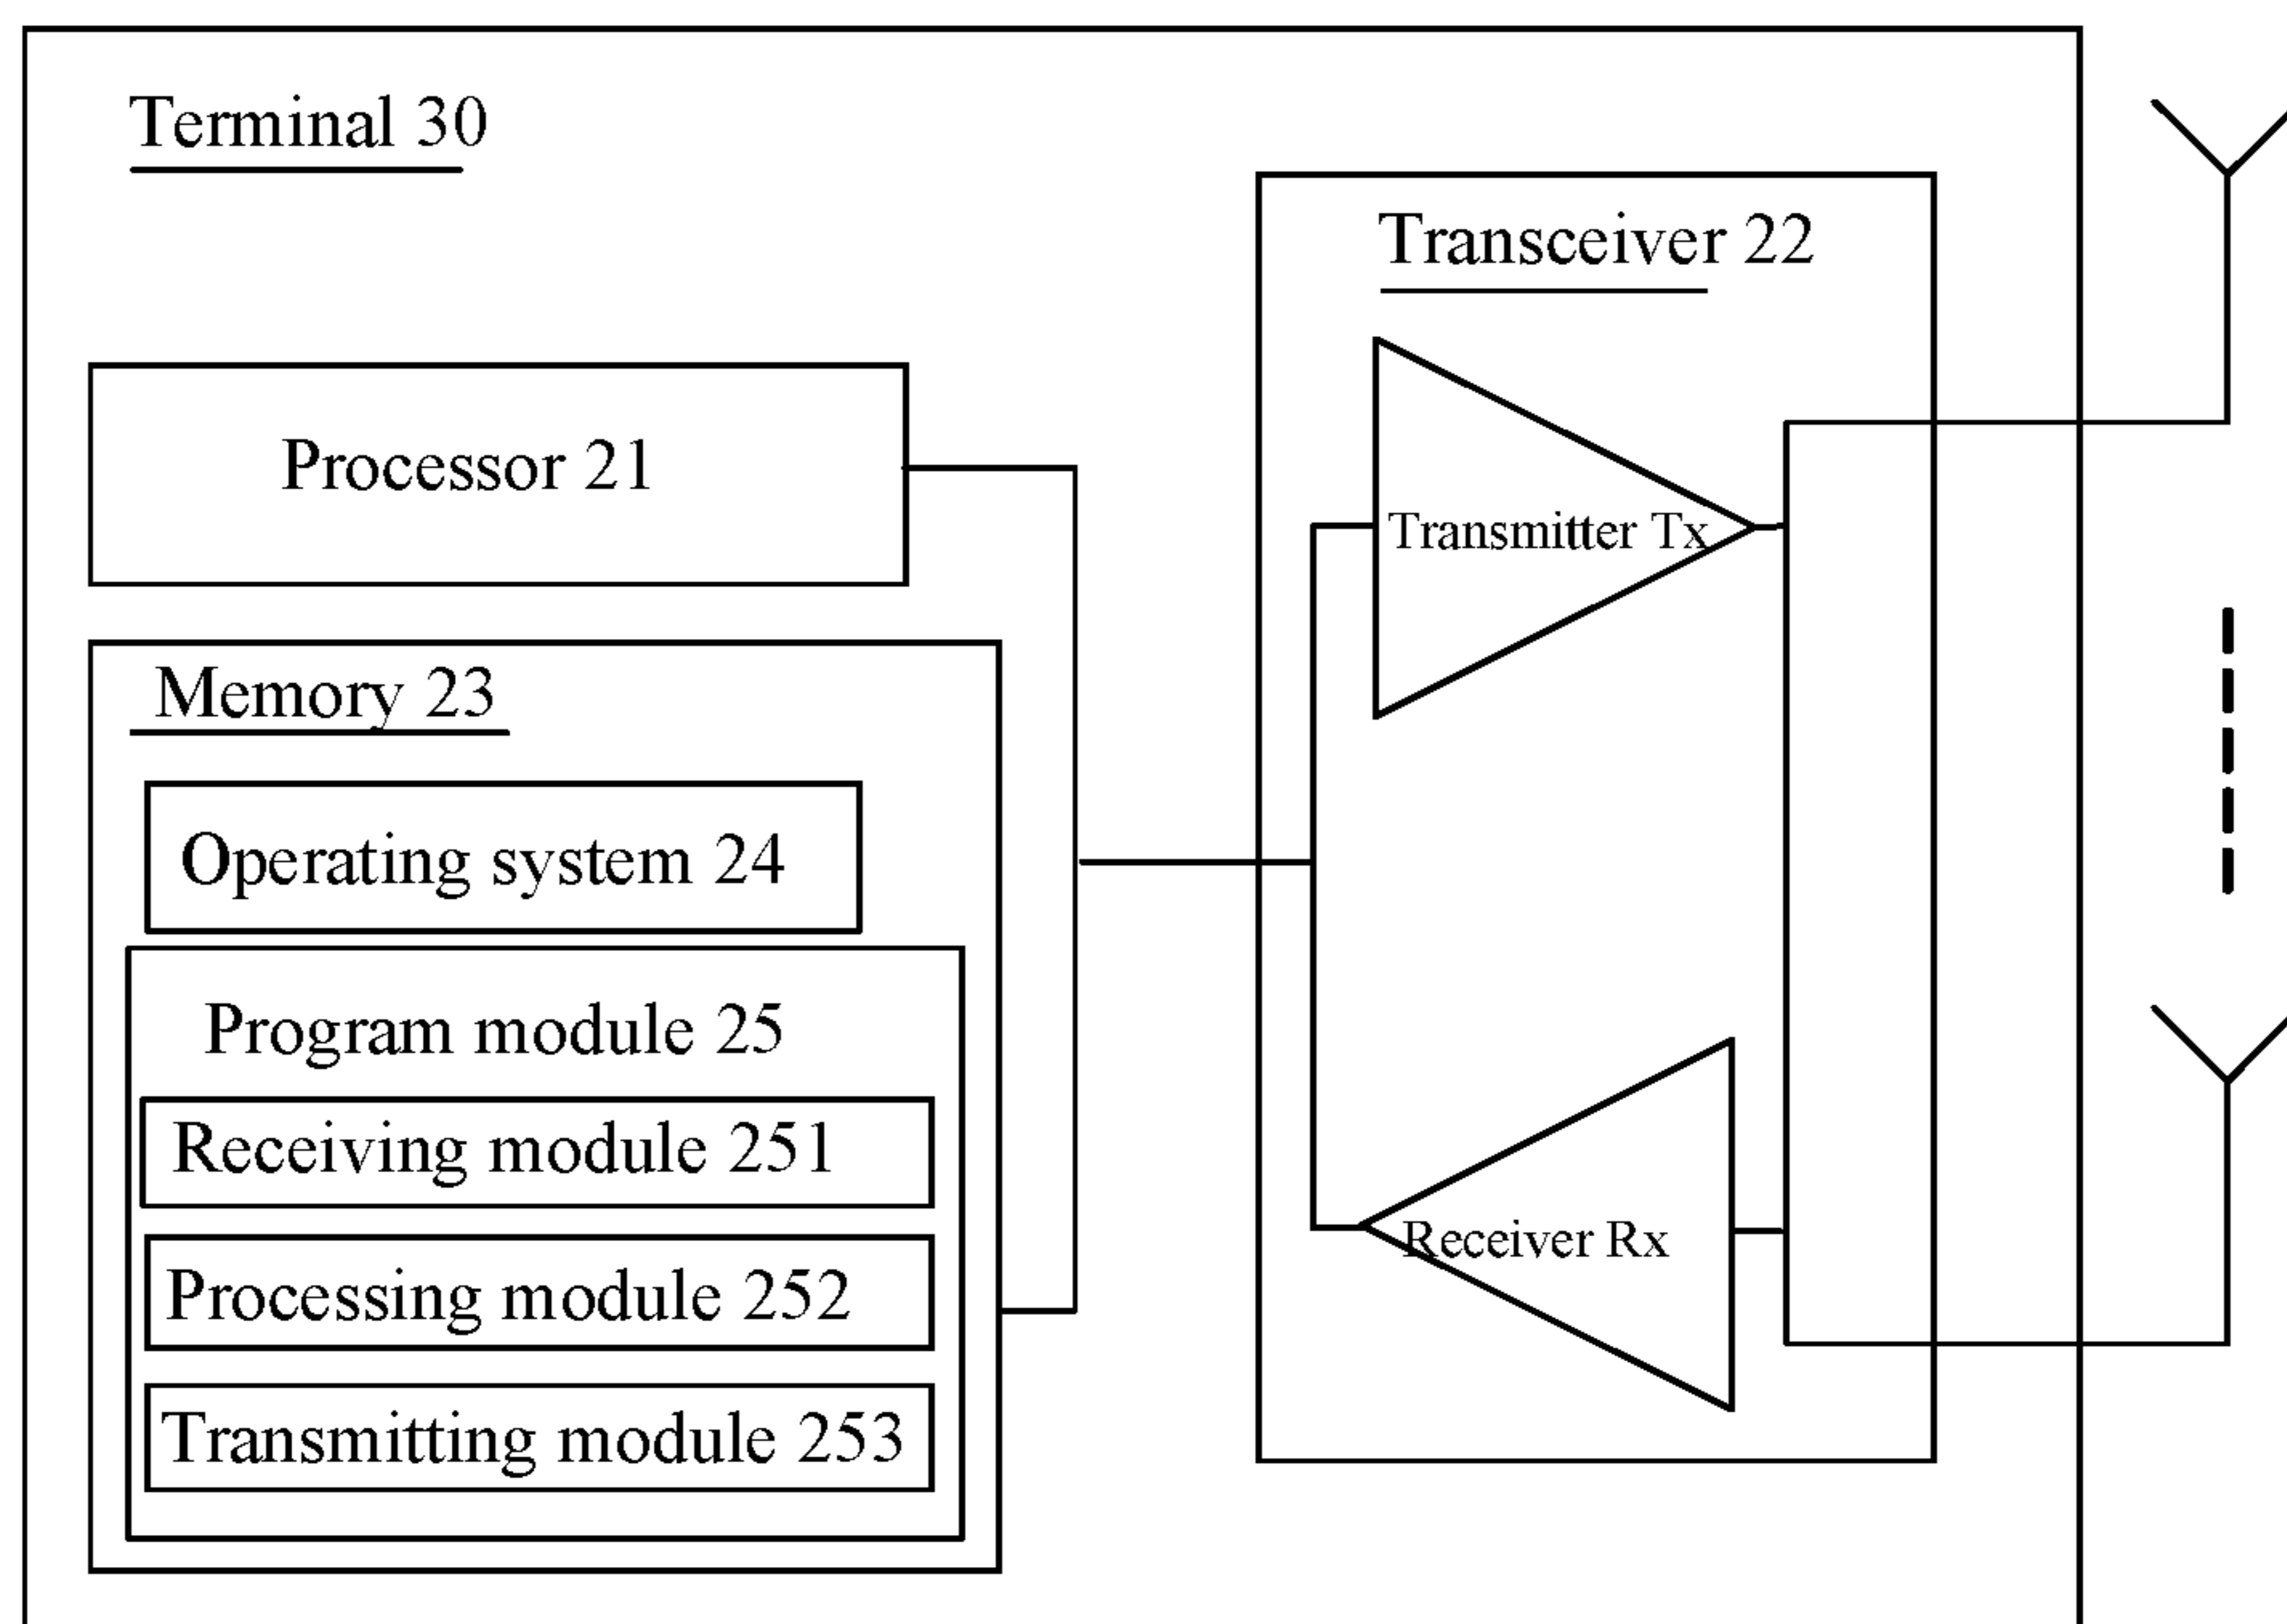 Terminal 30
Transceiver 22
Processor 21
Transmitter Tx
Memory 23
Operating system 24
Program module 25
Receiving module 251
Processing module 252
Transmitting module 253
Receiver Rx